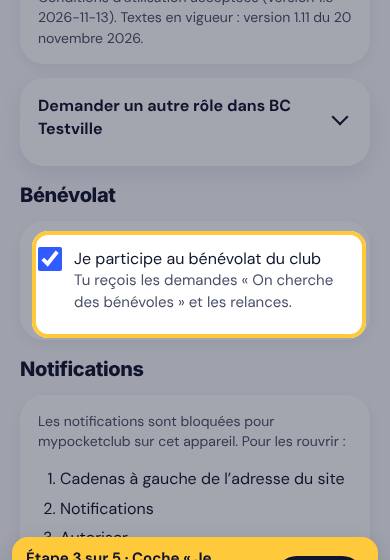 2026-11-13). Textes en vigueur : version 1.11 du 20
novembre 2026.
Demander un autre rôle dans BC
Testville
Bénévolat
Je participe au bénévolat du club
Tu reçois les demandes « On cherche
des bénévoles » et les relances.
Notifications
Les notifications sont bloquées pour
mypocketclub sur cet appareil. Pour les rouvrir :
1. Cadenas à gauche de l'adresse du site
2. Notifications
3. Autoriser
Étape 3 sur 5 · Coche « Je